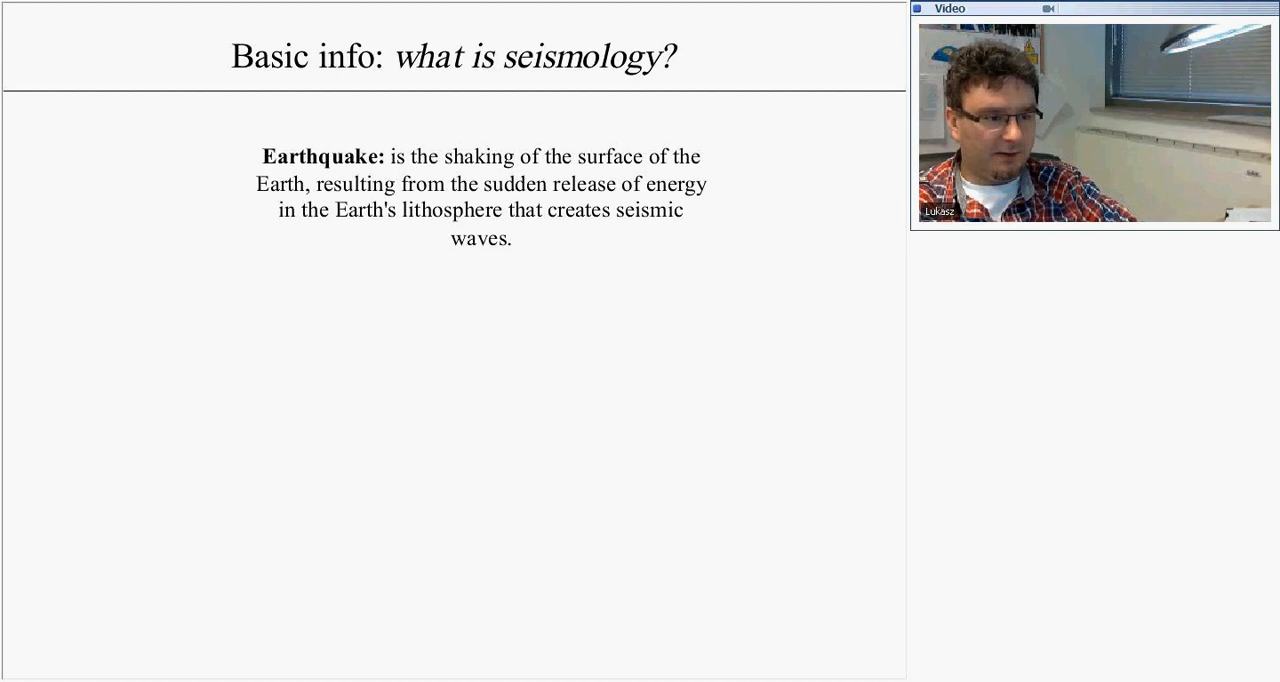 Basic info: what is seismology?
Earthquake: is the shaking of the surface of the
Earth, resulting from the sudden release of energy
in the Earth's lithosphere that creates seismic
waves.
Video
Lukasz